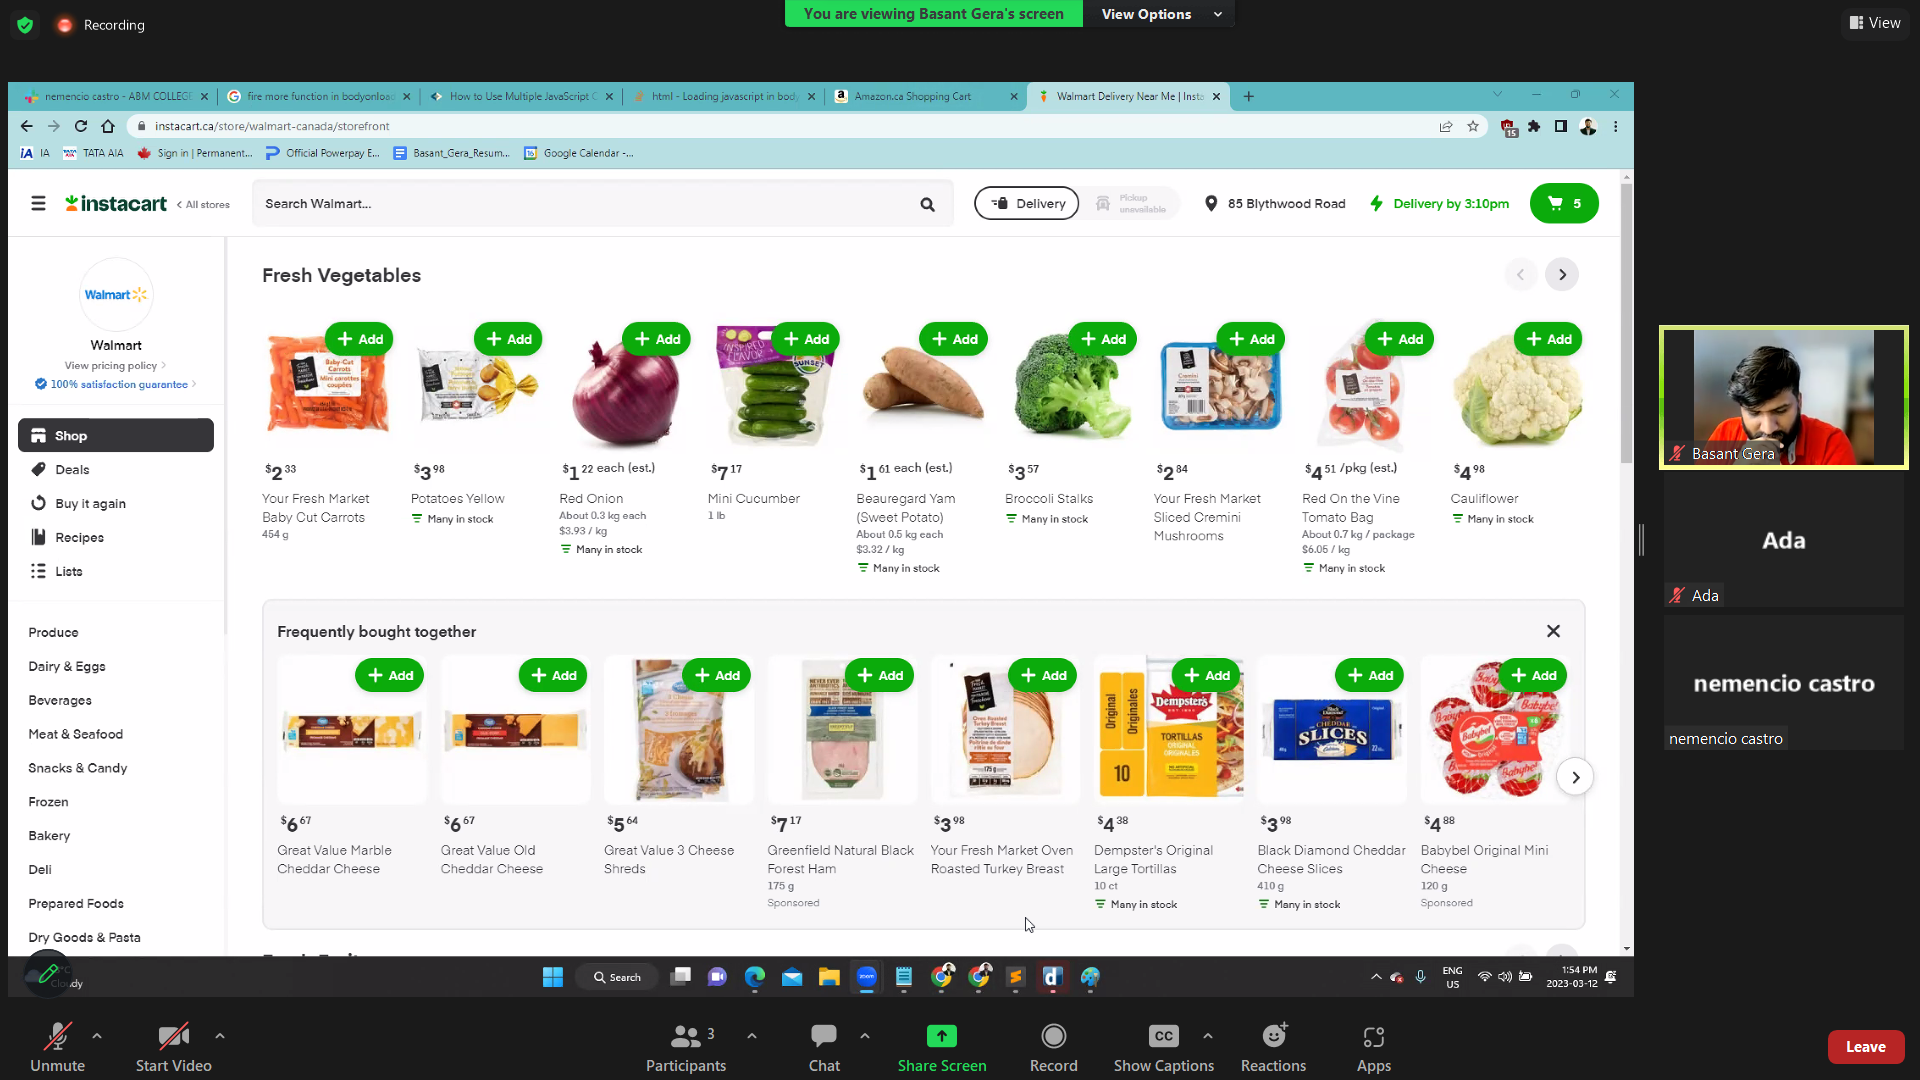 Recording
You are viewing Basant Gera's screen
View Options
View
nemencio castro - ABM COLLEGE
fire more function in bodyonload
How to Use Multiple JavaScript C
html - Loading javascript in body
Amazon.ca Shopping Cart
Walmart Delivery Near Me | Insta
instacart.ca/store/walmart-canada/storefront
15
IA
TATA AIA
Sign in | Permanent...
Official Powerpay E...
Basant_Gera_Resum...
Google Calendar -...
instacart
All stores
Search Walmart...
Delivery
Pickup unavailable
85 Blythwood Road
Delivery by 3:10pm
5
Walmart
Walmart
View pricing policy
100% satisfaction guarantee
Shop
Deals
Buy it again
Recipes
Lists
Produce
Dairy & Eggs
Beverages
Meat & Seafood
Snacks & Candy
Frozen
Bakery
Deli
Prepared Foods
Dry Goods & Pasta
Fresh Vegetables
+ Add
+ Add
+ Add
+ Add
+ Add
+ Add
+ Add
+ Add
+ Add
$2 33
Your Fresh Market
Baby Cut Carrots
454 g
$3 98
Potatoes Yellow
Many in stock
$1 22 each (est.)
Red Onion
About 0.3 kg each
$3.93 / kg
Many in stock
$7 17
Mini Cucumber
1 lb
$1 61 each (est.)
Beauregard Yam
(Sweet Potato)
About 0.5 kg each
$3.32 / kg
Many in stock
$3 57
Broccoli Stalks
Many in stock
$2 84
Your Fresh Market
Sliced Cremini
Mushrooms
$4 51 /pkg (est.)
Red On the Vine
Tomato Bag
About 0.7 kg / package
$6.05 / kg
Many in stock
$4 98
Cauliflower
Many in stock
Frequently bought together
+ Add
+ Add
+ Add
+ Add
+ Add
+ Add
+ Add
+ Add
Original
Originales
Dempster's
TORTILLAS
ORIGINAL
ORIGINALES
10
CHEDDAR
SLICES
Babybel
$6 67
Great Value Marble
Cheddar Cheese
$6 67
Great Value Old
Cheddar Cheese
$5 64
Great Value 3 Cheese
Shreds
$7 17
Greenfield Natural Black
Forest Ham
175 g
Sponsored
$3 98
Your Fresh Market Oven
Roasted Turkey Breast
$4 38
Dempster's Original
Large Tortillas
10 ct
Many in stock
$3 98
Black Diamond Cheddar
Cheese Slices
410 g
Many in stock
$4 88
Babybel Original Mini
Cheese
120 g
Sponsored
Search
ENG
US
1:54 PM
2023-03-12
Basant Gera
Ada
Ada
nemencio castro
nemencio castro
Unmute
Start Video
Participants
3
Chat
Share Screen
Record
CC
Show Captions
Reactions
Apps
Leave